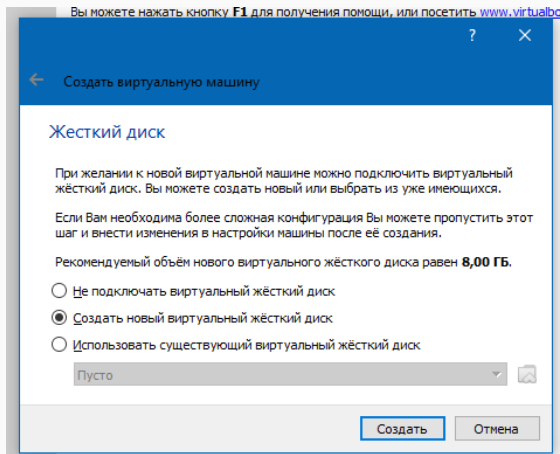 Вы можете нажать кнопку F1 для получения помощи, или посетить
? ×
Создать виртуальную машину
Жесткий диск
При желании к новой виртуальной машине можно подключить виртуальный
жёсткий диск. Вы можете создать новый или выбрать из уже имеющихся.
Если Вам необходима более сложная конфигурация Вы можете пропустить этот
шаг и внести изменения в настройки машины после её создания.
Рекомендуемый объём нового виртуального жёсткого диска равен 8,00 ГБ.
Не подключать виртуальный жёсткий диск
Создать новый виртуальный жёсткий диск
Использовать существующий виртуальный жёсткий диск
Пусто
Создать Отмена